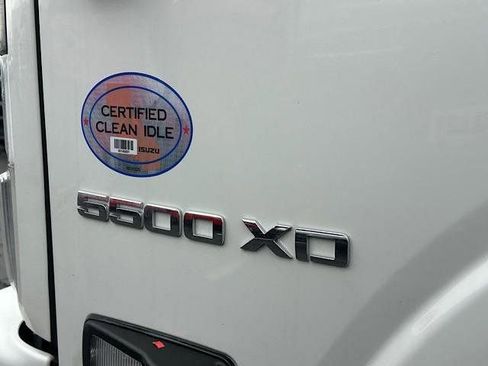 CERTIFIED
CLEAN IDLE
ISUZU
5500 XD